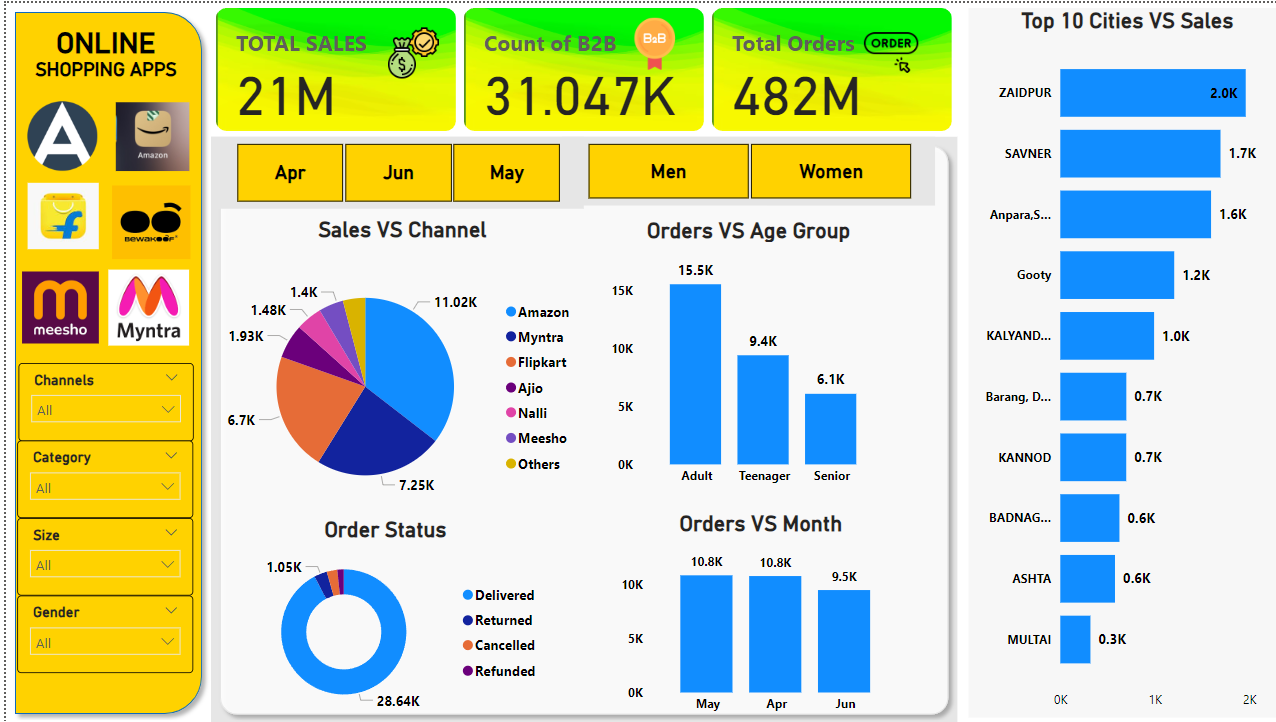 ONLINE
SHOPPING APPS
A
Amazon
BEWAKOOF
meesho
Myntra
Channels
All
Category
All
Size
All
Gender
All
TOTAL SALES
21M
Count of B2B
B2B
31.047K
Total Orders
ORDER
482M
Apr
Jun
May
Men
Women
Sales VS Channel
1.4K
11.02K
1.48K
1.93K
6.7K
7.25K
Amazon
Myntra
Flipkart
Ajio
Nalli
Meesho
Others
Orders VS Age Group
15K
10K
5K
0K
15.5K
9.4K
6.1K
Adult
Teenager
Senior
Order Status
1.05K
28.64K
Delivered
Returned
Cancelled
Refunded
Orders VS Month
10K
5K
0K
10.8K
10.8K
9.5K
May
Apr
Jun
Top 10 Cities VS Sales
ZAIDPUR
2.0K
SAVNER
1.7K
Anpara,S...
1.6K
Gooty
1.2K
KALYAND...
1.0K
Barang, D...
0.7K
KANNOD
0.7K
BADNAG...
0.6K
ASHTA
0.6K
MULTAI
0.3K
0K
1K
2K